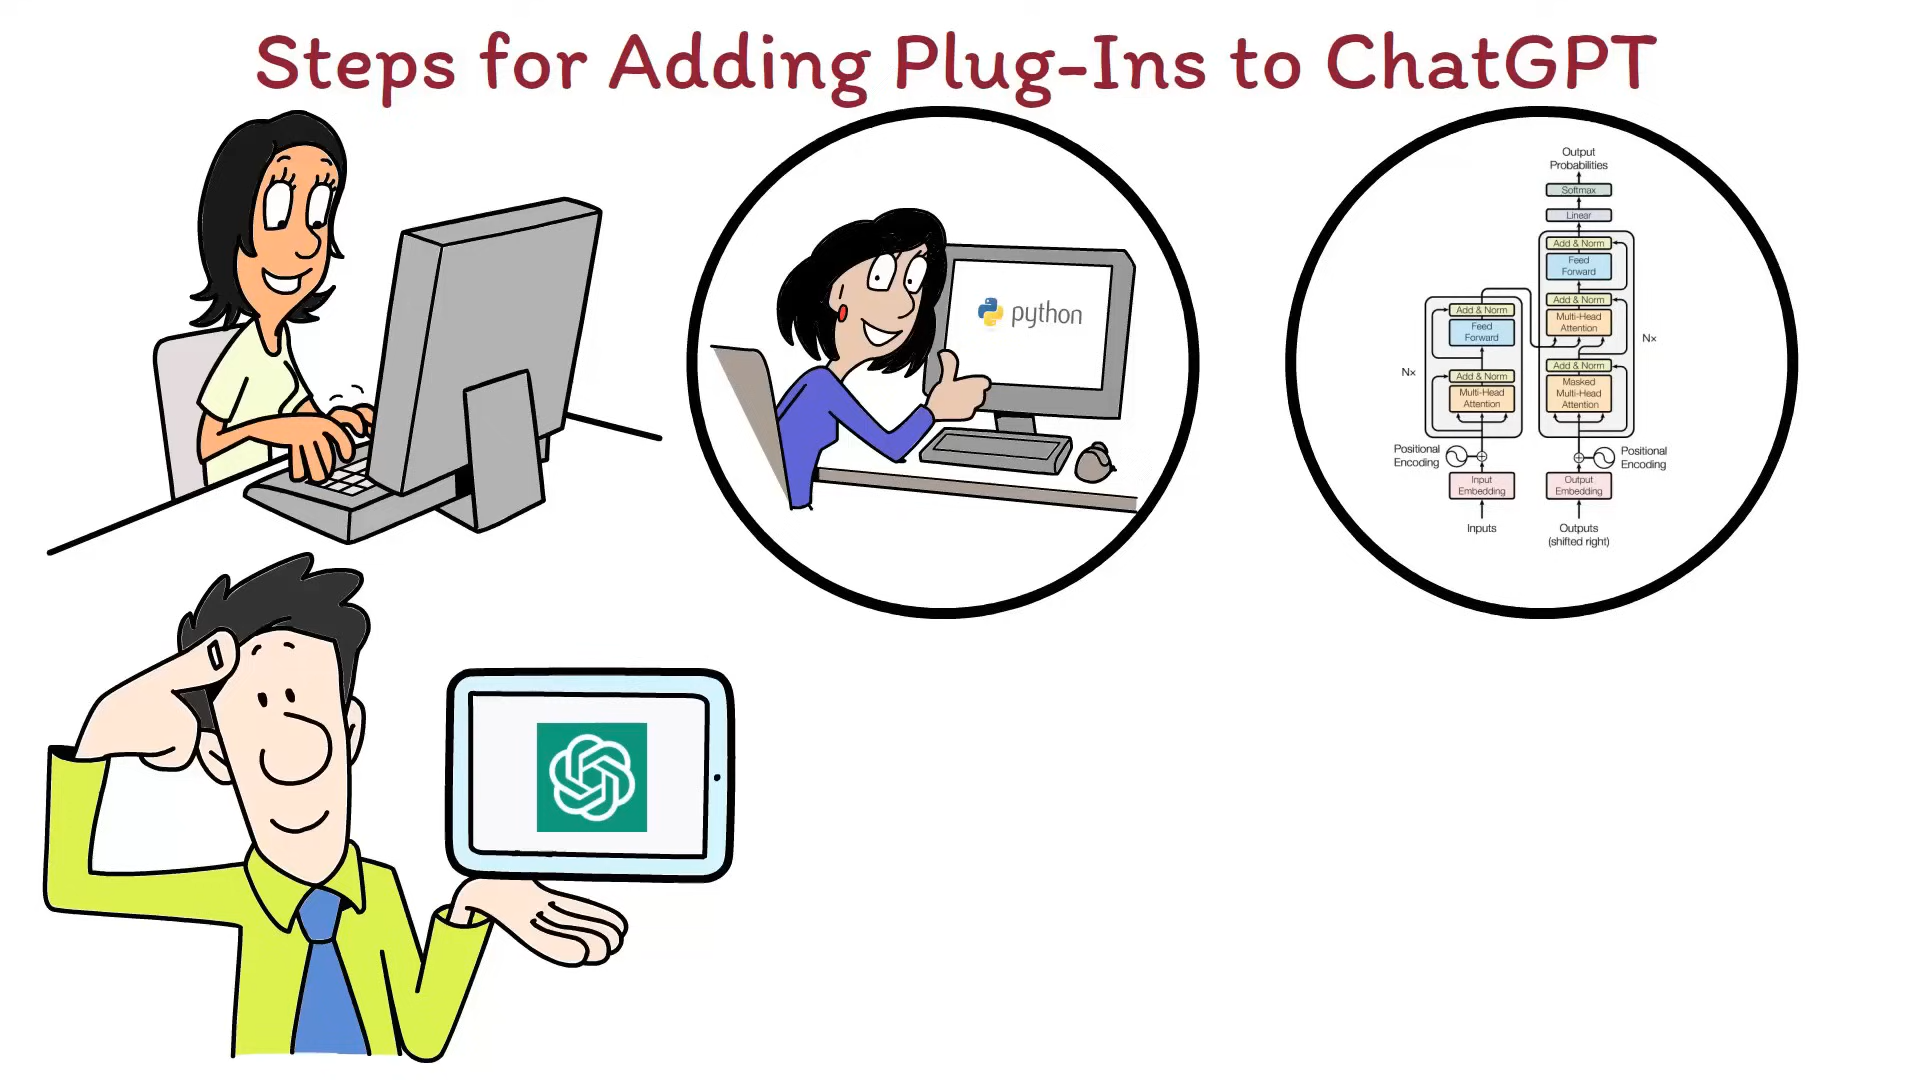 Steps for Adding Plug-Ins to ChatGPT
python
Output
Probabilities
Softmax
Linear
Add & Norm
Feed
Forward
Add & Norm
Multi-Head
Attention
Add & Norm
Masked
Multi-Head
Attention
Nx
Add & Norm
Feed
Forward
Add & Norm
Multi-Head
Attention
Nx
Positional
Encoding
Positional
Encoding
Input
Embedding
Output
Embedding
Inputs
Outputs
(shifted right)